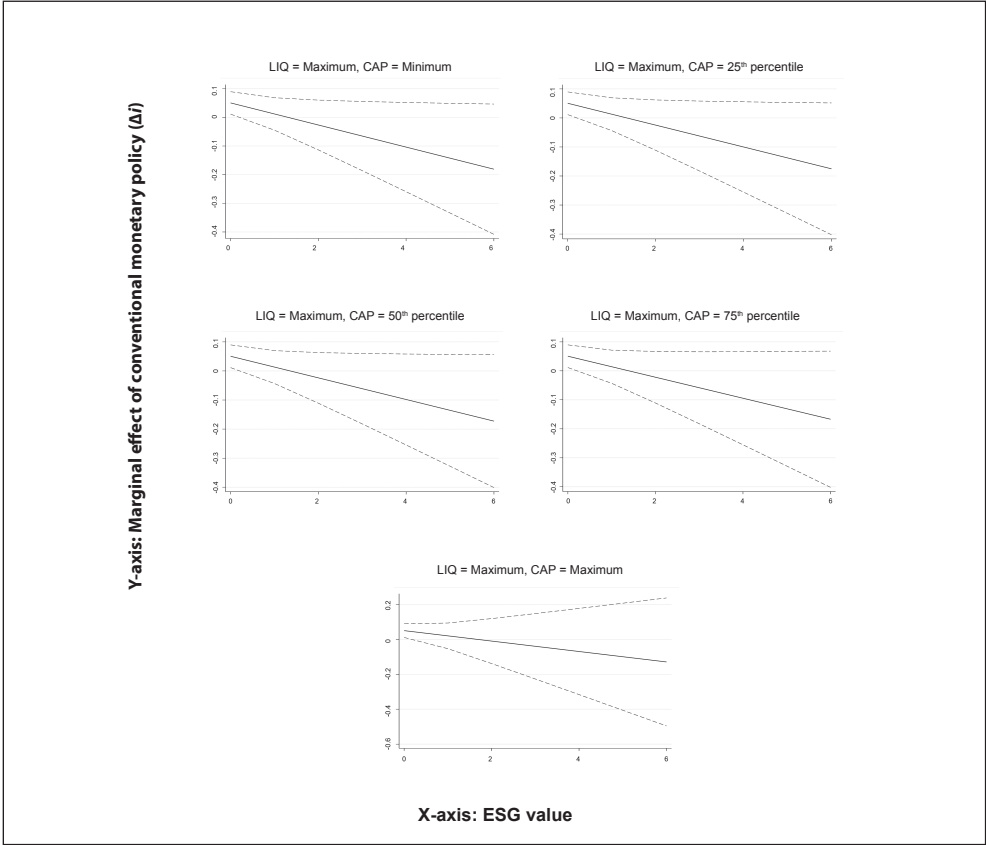 LIQ = Maximum, CAP = Minimum
0.1
0
-0.1
-0.2
-0.3
-0.4
0 2 4 6
LIQ = Maximum, CAP = 25th percentile
0.1
0
-0.1
-0.2
-0.3
-0.4
0 2 4 6
Y-axis: Marginal effect of conventional monetary policy (Δi)
LIQ = Maximum, CAP = 50th percentile
0.1
0
-0.1
-0.2
-0.3
-0.4
0 2 4 6
LIQ = Maximum, CAP = 75th percentile
0.1
0
-0.1
-0.2
-0.3
-0.4
0 2 4 6
LIQ = Maximum, CAP = Maximum
0.2
0
-0.2
-0.4
-0.6
0 2 4 6
X-axis: ESG value